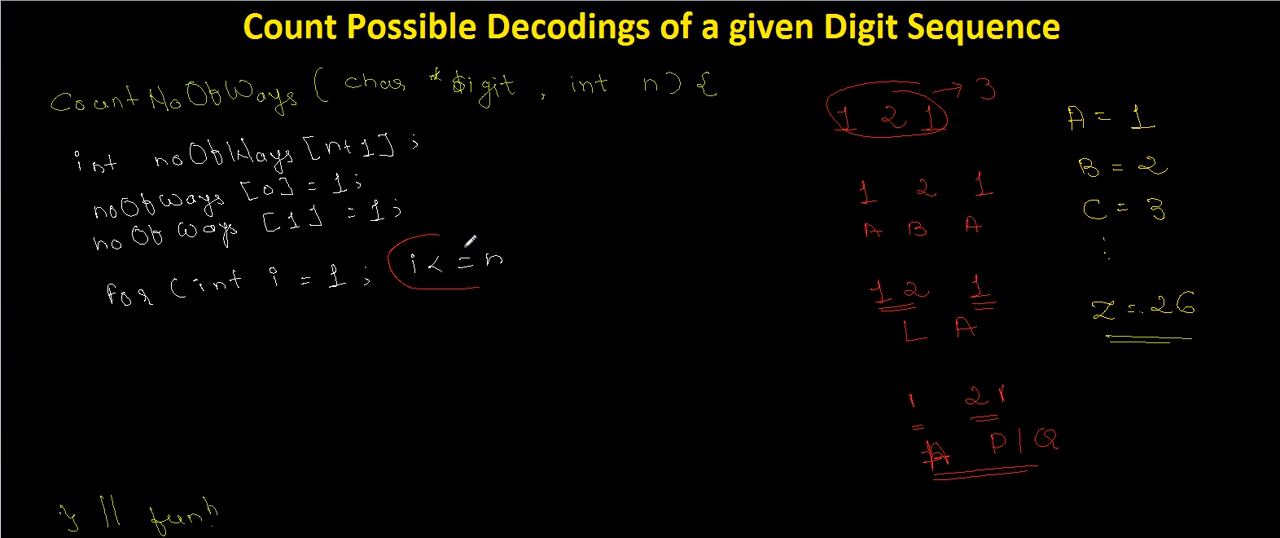 Count Possible Decodings of a given Digit Sequence
CountNoOfWays ( char * digit , int n) {
int noOfWays [n+1] ;
noOfWays [0] = 1 ;
noOfWays [1] = 1 ;
for ( int i = 1 ; i < = n
} // fun
1 2 1 → 3
1 2 1
A B A
12 1
L A
1 21
A P/Q
A = 1
B = 2
C = 3
:
Z = 26